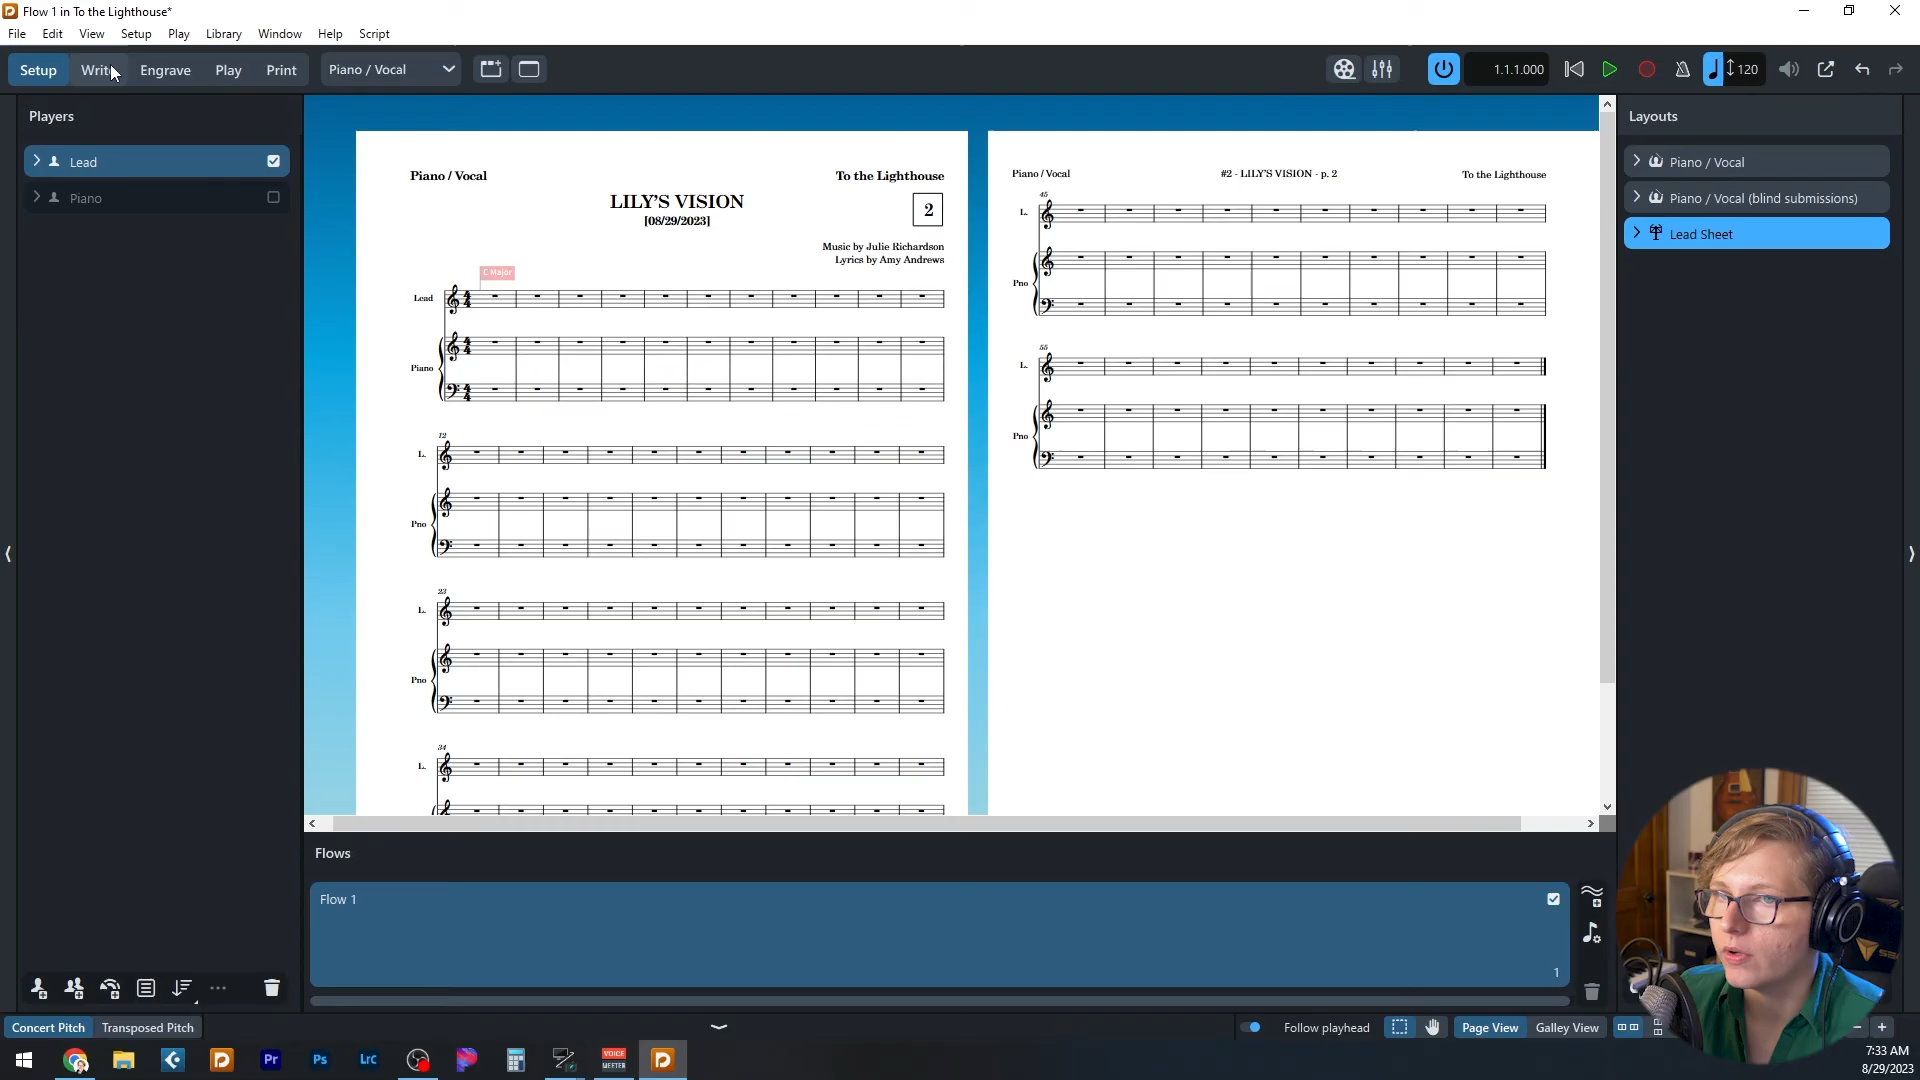 Flow 1 in To the Lighthouse*
File Edit View Setup Play Library Window Help Script
Setup Write Engrave Play Print Piano / Vocal 1.1.1.000 120
Players
Lead
Piano
Piano / Vocal To the Lighthouse
LILY'S VISION
[08/29/2023]
2
Music by Julie Richardson
Lyrics by Amy Andrews
C Major
Lead
Piano
12
L.
Pno
23
L.
Pno
34
L.
Piano / Vocal #2 - LILY'S VISION - p. 2 To the Lighthouse
45
L.
Pno
55
L.
Pno
Layouts
Piano / Vocal
Piano / Vocal (blind submissions)
Lead Sheet
Flows
Flow 1
1
Concert Pitch Transposed Pitch Follow playhead Page View Galley View
Pr Ps Lrc VOICE MEETER
7:33 AM
8/29/2023